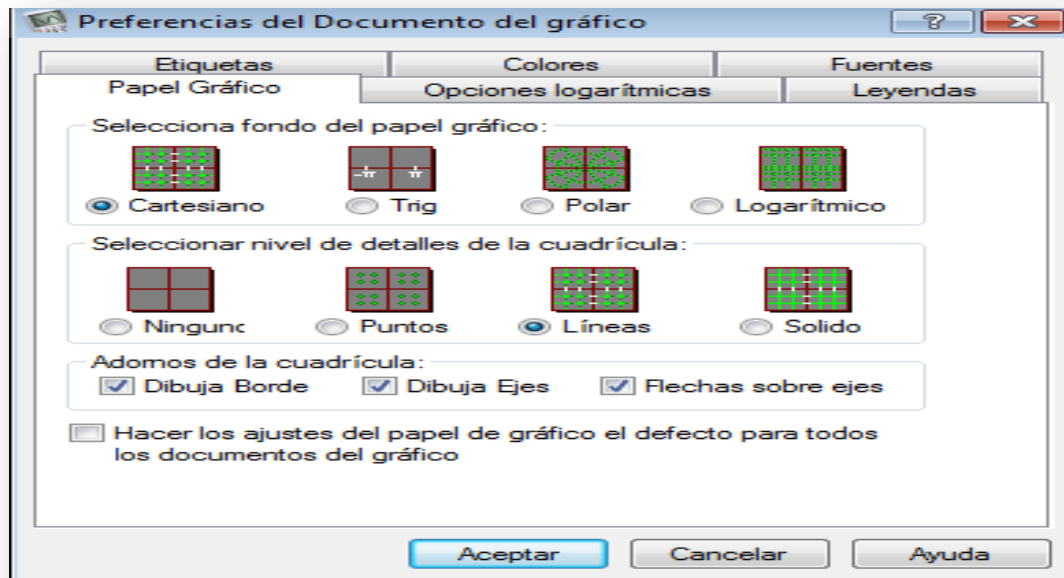 Preferencias del Documento del gráfico
Etiquetas Colores Fuentes
Papel Gráfico Opciones logarítmicas Leyendas
Selecciona fondo del papel gráfico:
-π π
Cartesiano Trig Polar Logarítmico
Seleccionar nivel de detalles de la cuadrícula:
Ningunc Puntos Líneas Solido
Adornos de la cuadrícula:
Dibuja Borde Dibuja Ejes Flechas sobre ejes
Hacer los ajustes del papel de gráfico el defecto para todos
los documentos del gráfico
Aceptar Cancelar Ayuda